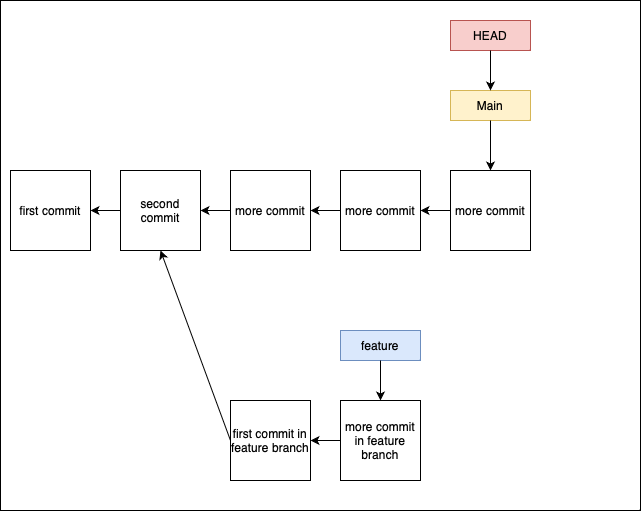 HEAD
Main
first commit
second
commit
more commit
more commit
more commit
feature
first commit in
feature branch
more commit
in feature
branch